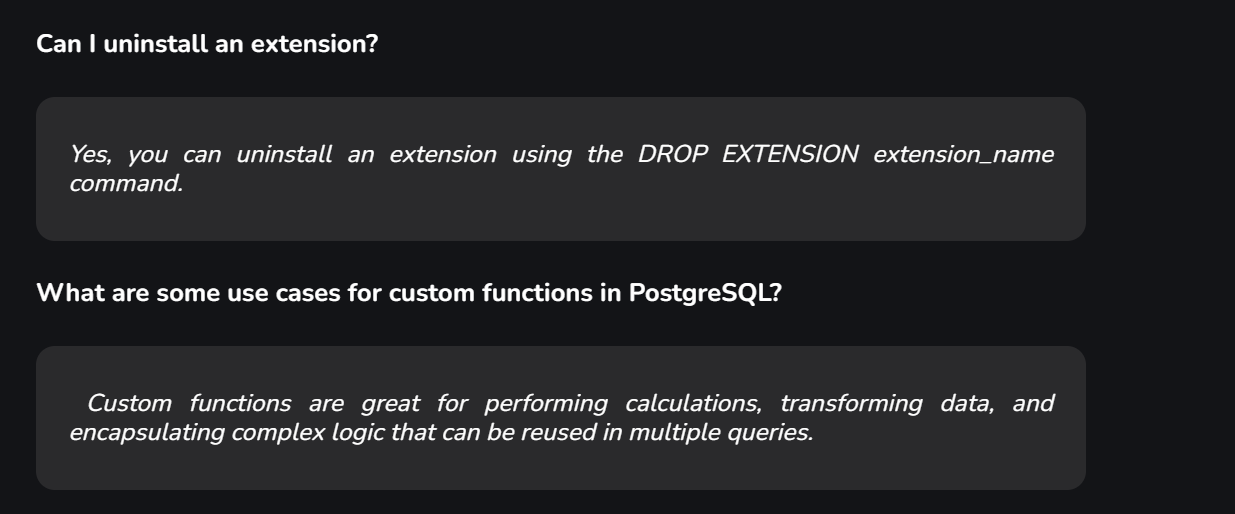 Can I uninstall an extension?
Yes, you can uninstall an extension using the DROP EXTENSION extension_name
command.
What are some use cases for custom functions in PostgreSQL?
Custom functions are great for performing calculations, transforming data, and
encapsulating complex logic that can be reused in multiple queries.